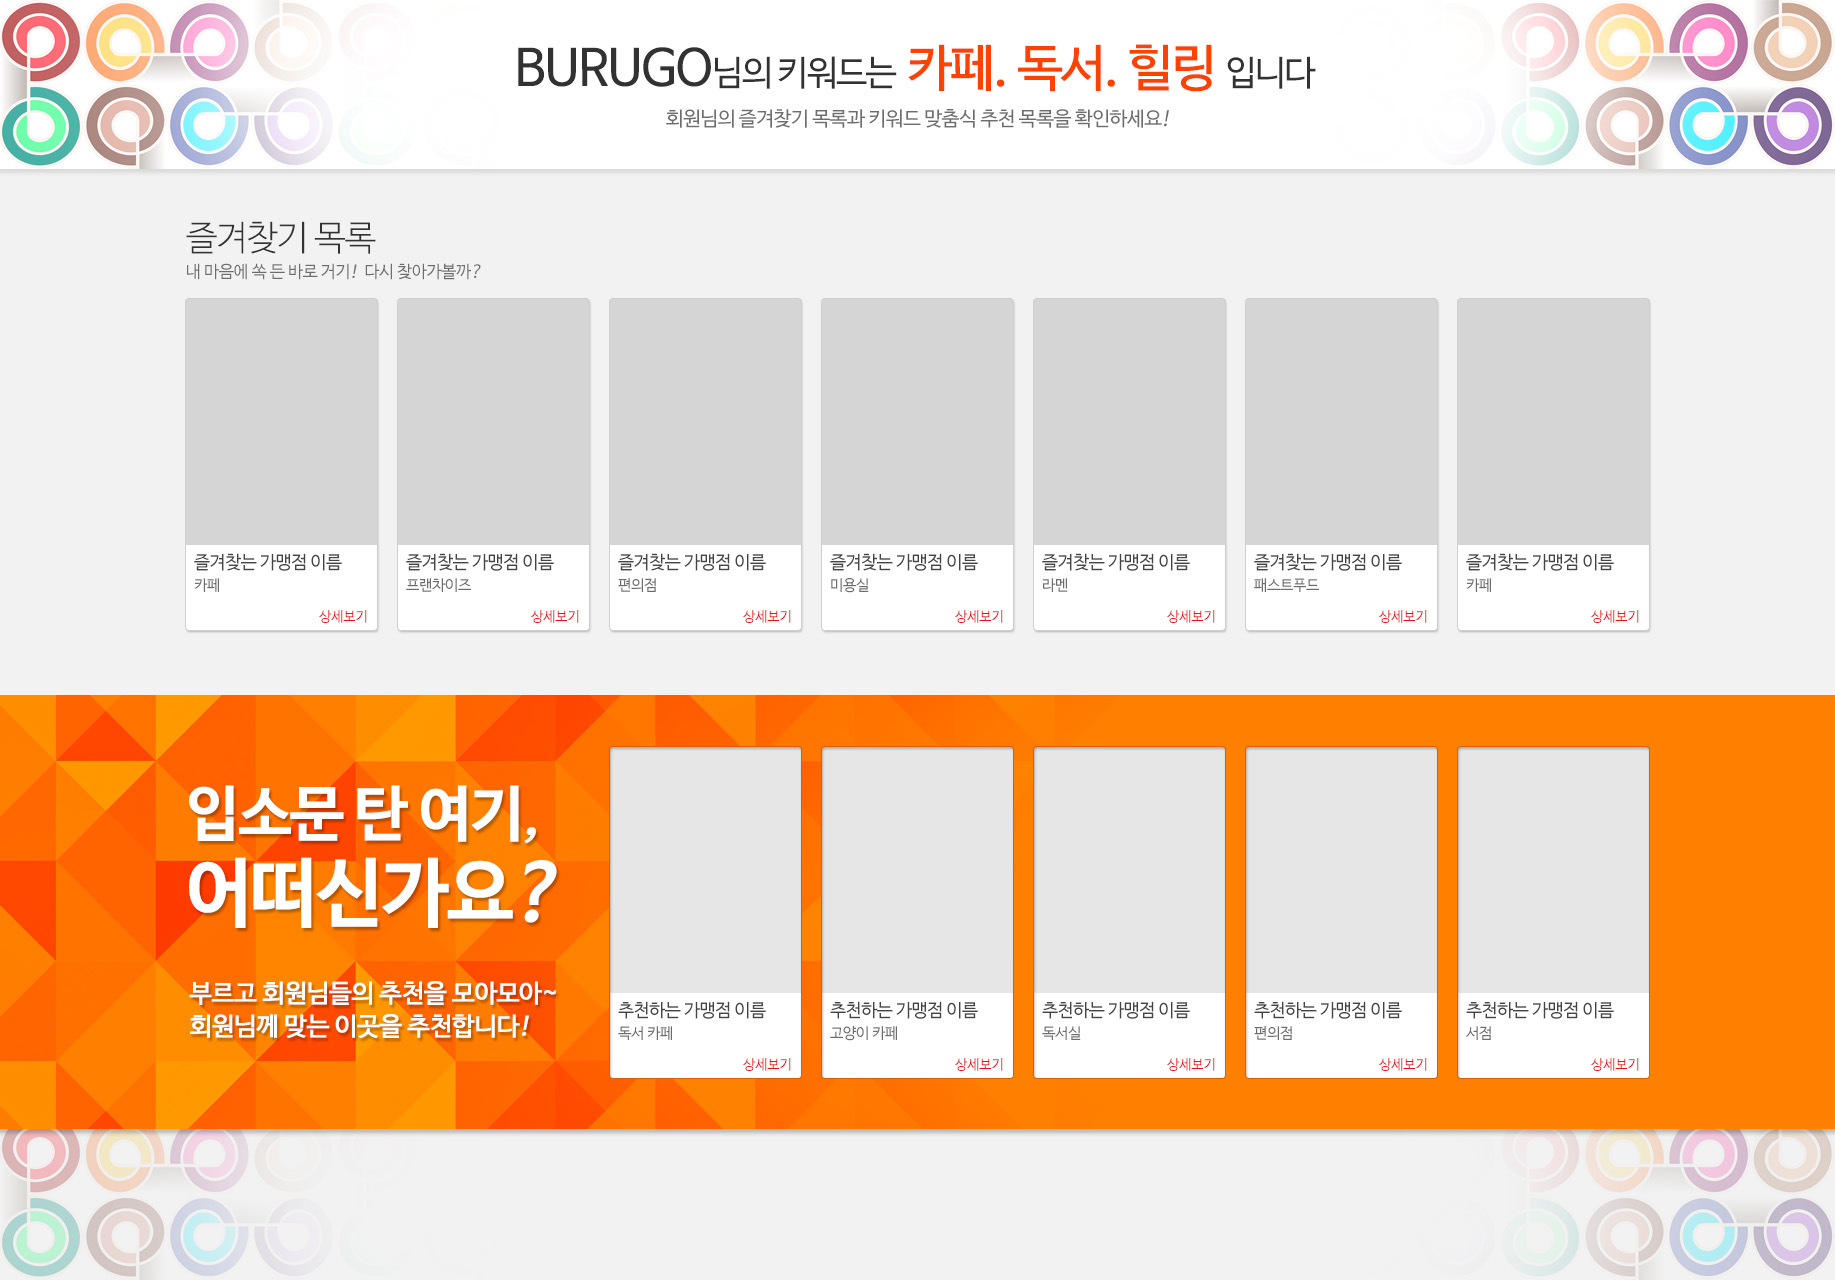 BURUGO님의 키워드는 카페. 독서. 힐링 입니다
회원님의 즐겨찾기 목록과 키워드 맞춤식 추천 목록을 확인하세요!
즐겨찾기 목록
내 마음에 쏙 든 바로 거기! 다시 찾아가볼까?
즐겨찾는 가맹점 이름
카페
상세보기
즐겨찾는 가맹점 이름
프랜차이즈
상세보기
즐겨찾는 가맹점 이름
편의점
상세보기
즐겨찾는 가맹점 이름
미용실
상세보기
즐겨찾는 가맹점 이름
라멘
상세보기
즐겨찾는 가맹점 이름
패스트푸드
상세보기
즐겨찾는 가맹점 이름
카페
상세보기
입소문 탄 여기,
어떠신가요?
부르고 회원님들의 추천을 모아모아~
회원님께 맞는 이곳을 추천합니다!
추천하는 가맹점 이름
독서 카페
상세보기
추천하는 가맹점 이름
고양이 카페
상세보기
추천하는 가맹점 이름
독서실
상세보기
추천하는 가맹점 이름
편의점
상세보기
추천하는 가맹점 이름
서점
상세보기